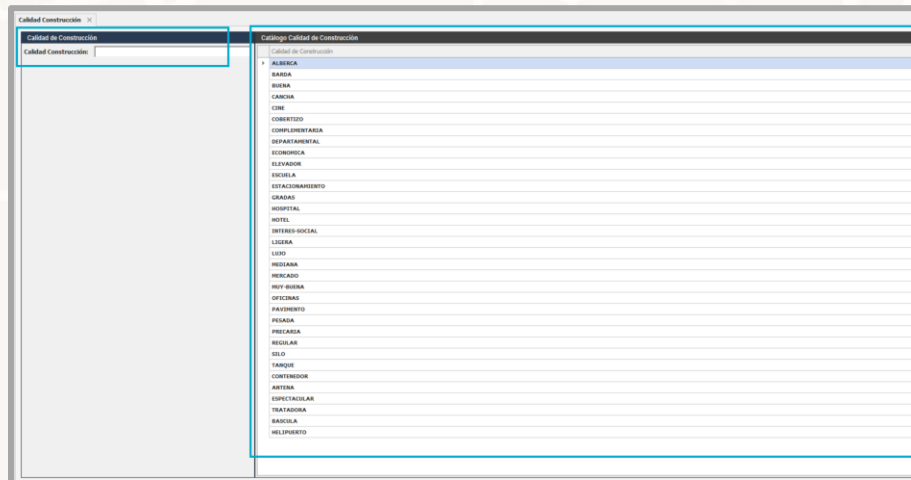 Calidad Construcción ×
Calidad de Construcción
Calidad Construcción:
Catálogo Calidad de Construcción
Calidad de Construcción
ALBERCA
BARDA
BUENA
CANCHA
CINE
COBERTIZO
COMPLEMENTARIA
DEPARTAMENTAL
ECONOMICA
ELEVADOR
ESCUELA
ESTACIONAMIENTO
GRADAS
HOSPITAL
HOTEL
INTERES-SOCIAL
LIGERA
LUJO
MEDIANA
MERCADO
MUY-BUENA
OFICINAS
PAVIMENTO
PESADA
PRECARIA
REGULAR
SILO
TANQUE
CONTENEDOR
ANTENA
ESPECTACULAR
TRATADORA
BASCULA
HELIPUERTO